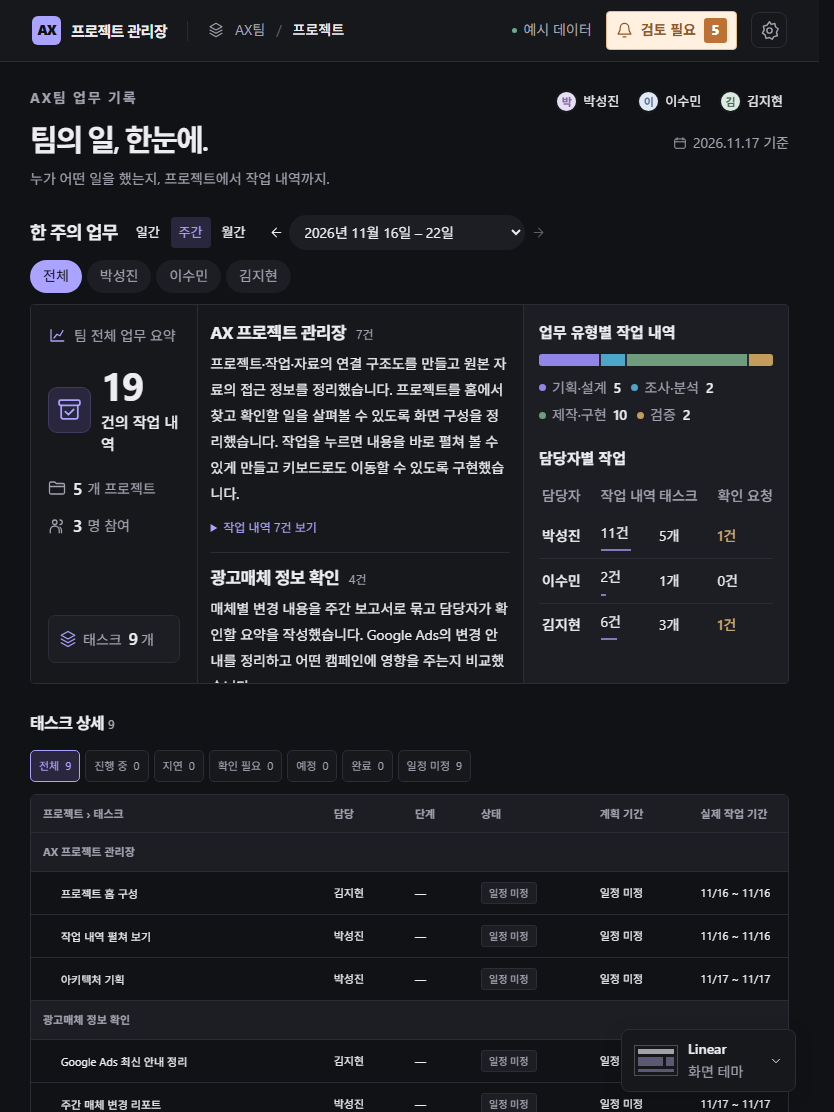 AX 프로젝트 관리장 AX팀 / 프로젝트 예시 데이터 검토 필요 5
AX팀 업무 기록
박 박성진 이 이수민 김 김지현
팀의 일, 한눈에.
2026.11.17 기준
누가 어떤 일을 했는지, 프로젝트에서 작업 내역까지.
한 주의 업무 일간 주간 월간 ← 2026년 11월 16일 – 22일 →
전체 박성진 이수민 김지현
팀 전체 업무 요약
19
건의 작업 내
역
5 개 프로젝트
3 명 참여
태스크 9 개
AX 프로젝트 관리장 7건
프로젝트·작업·자료의 연결 구조도를 만들고 원본 자
료의 접근 정보를 정리했습니다. 프로젝트를 홈에서
찾고 확인할 일을 살펴볼 수 있도록 화면 구성을 정
리했습니다. 작업을 누르면 내용을 바로 펼쳐 볼 수
있게 만들고 키보드로도 이동할 수 있도록 구현했습
니다.
▶ 작업 내역 7건 보기
광고매체 정보 확인 4건
매체별 변경 내용을 주간 보고서로 묶고 담당자가 확
인할 요약을 작성했습니다. Google Ads의 변경 안
내를 정리하고 어떤 캠페인에 영향을 주는지 비교했
업무 유형별 작업 내역
기획·설계 5 조사·분석 2
제작·구현 10 검증 2
담당자별 작업
담당자 작업 내역 태스크 확인 요청
박성진 11건 5개 1건
이수민 2건 1개 0건
김지현 6건 3개 1건
태스크 상세 9
전체 9 진행 중 0 지연 0 확인 필요 0 예정 0 완료 0 일정 미정 9
프로젝트 › 태스크 담당 단계 상태 계획 기간 실제 작업 기간
AX 프로젝트 관리장
프로젝트 홈 구성 김지현 — 일정 미정 일정 미정 11/16 ~ 11/16
작업 내역 펼쳐 보기 박성진 — 일정 미정 일정 미정 11/16 ~ 11/16
아키텍처 기획 박성진 — 일정 미정 일정 미정 11/17 ~ 11/17
광고매체 정보 확인
Google Ads 최신 안내 정리 김지현 — 일정 미정 일정
주간 매체 변경 리포트 박성진 — 일정 미정 일정 미정 11/17 ~ 11/17
Linear
화면 테마